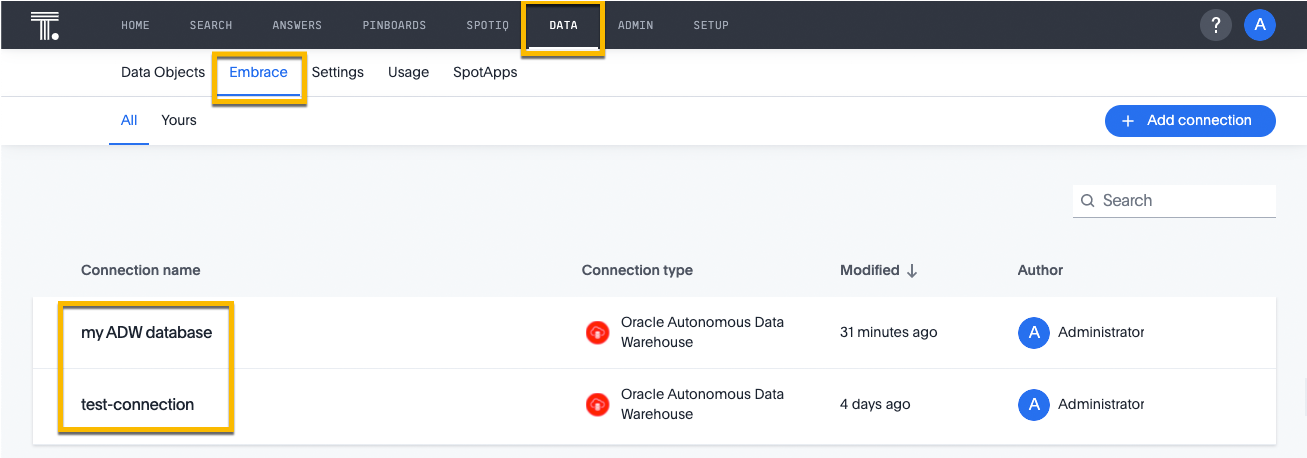 T. HOME SEARCH ANSWERS PINBOARDS SPOTIQ DATA ADMIN SETUP ? A
Data Objects Embrace Settings Usage SpotApps
All Yours + Add connection
Search
Connection name Connection type Modified ↓ Author
my ADW database Oracle Autonomous Data Warehouse 31 minutes ago A Administrator
test-connection Oracle Autonomous Data Warehouse 4 days ago A Administrator